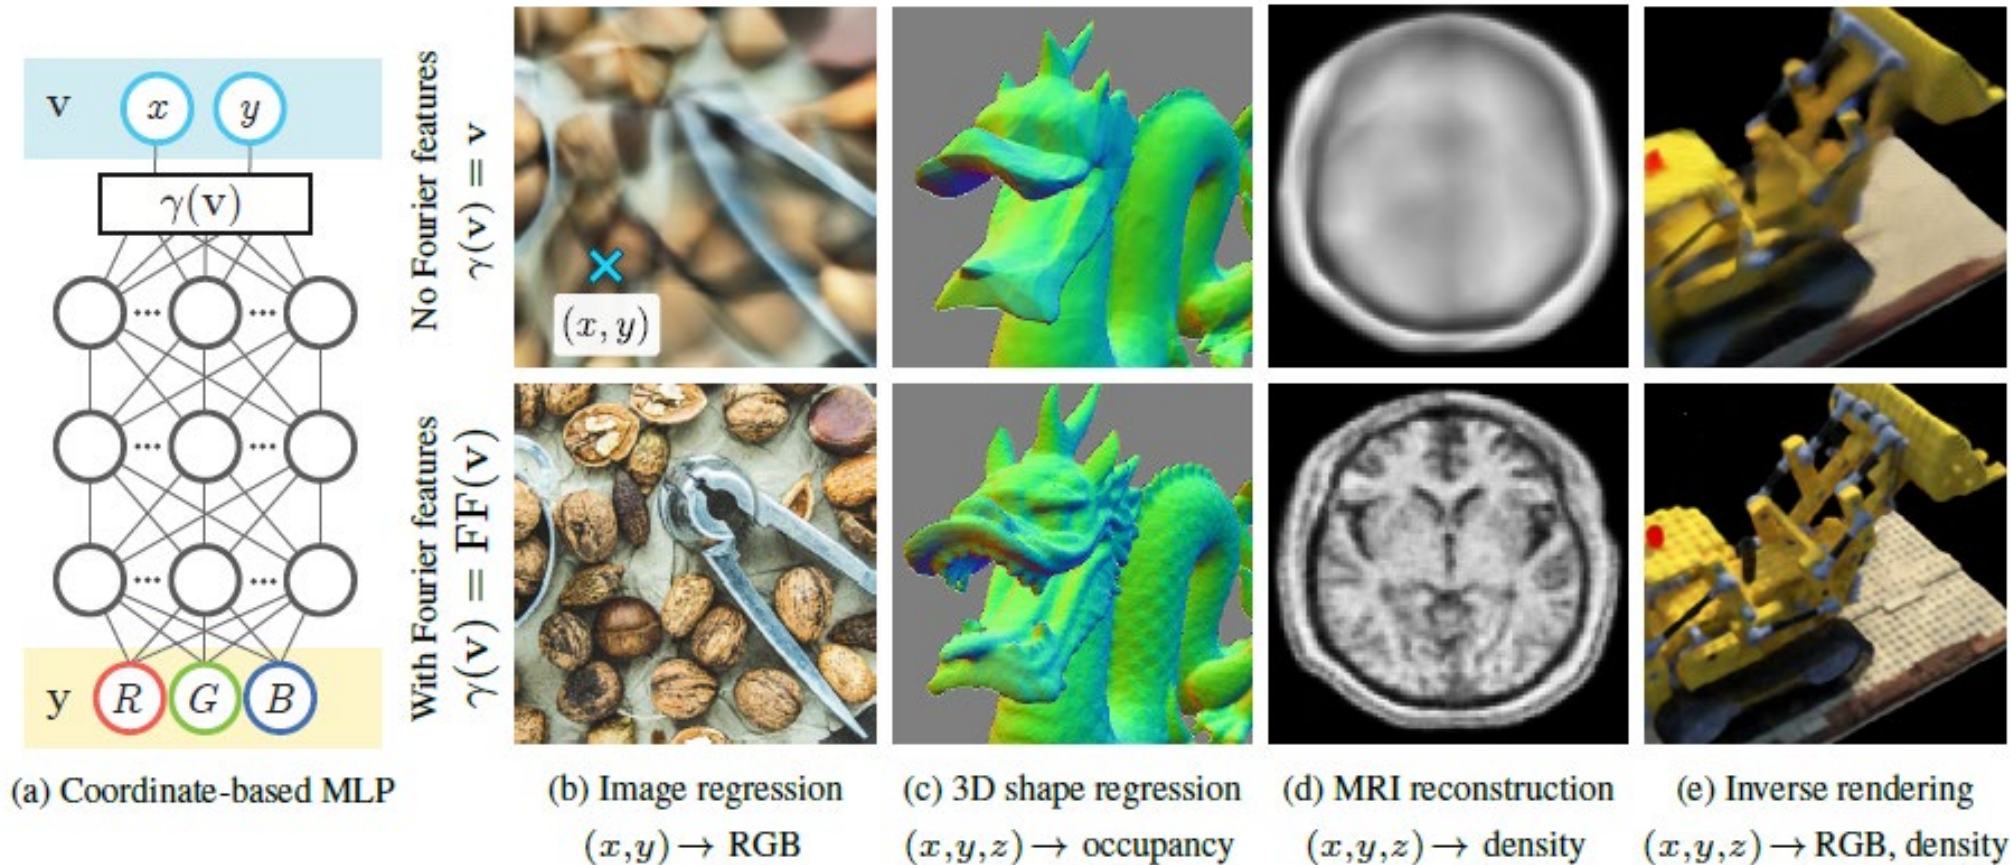 v
x
y
γ(v)
...
...
...
...
...
...
y
R
G
B
No Fourier features
γ(v) = v
With Fourier features
γ(v) = FF(v)
(x, y)
(a) Coordinate-based MLP
(b) Image regression
(x,y) → RGB
(c) 3D shape regression
(x,y,z) → occupancy
(d) MRI reconstruction
(x,y,z) → density
(e) Inverse rendering
(x,y,z) → RGB, density